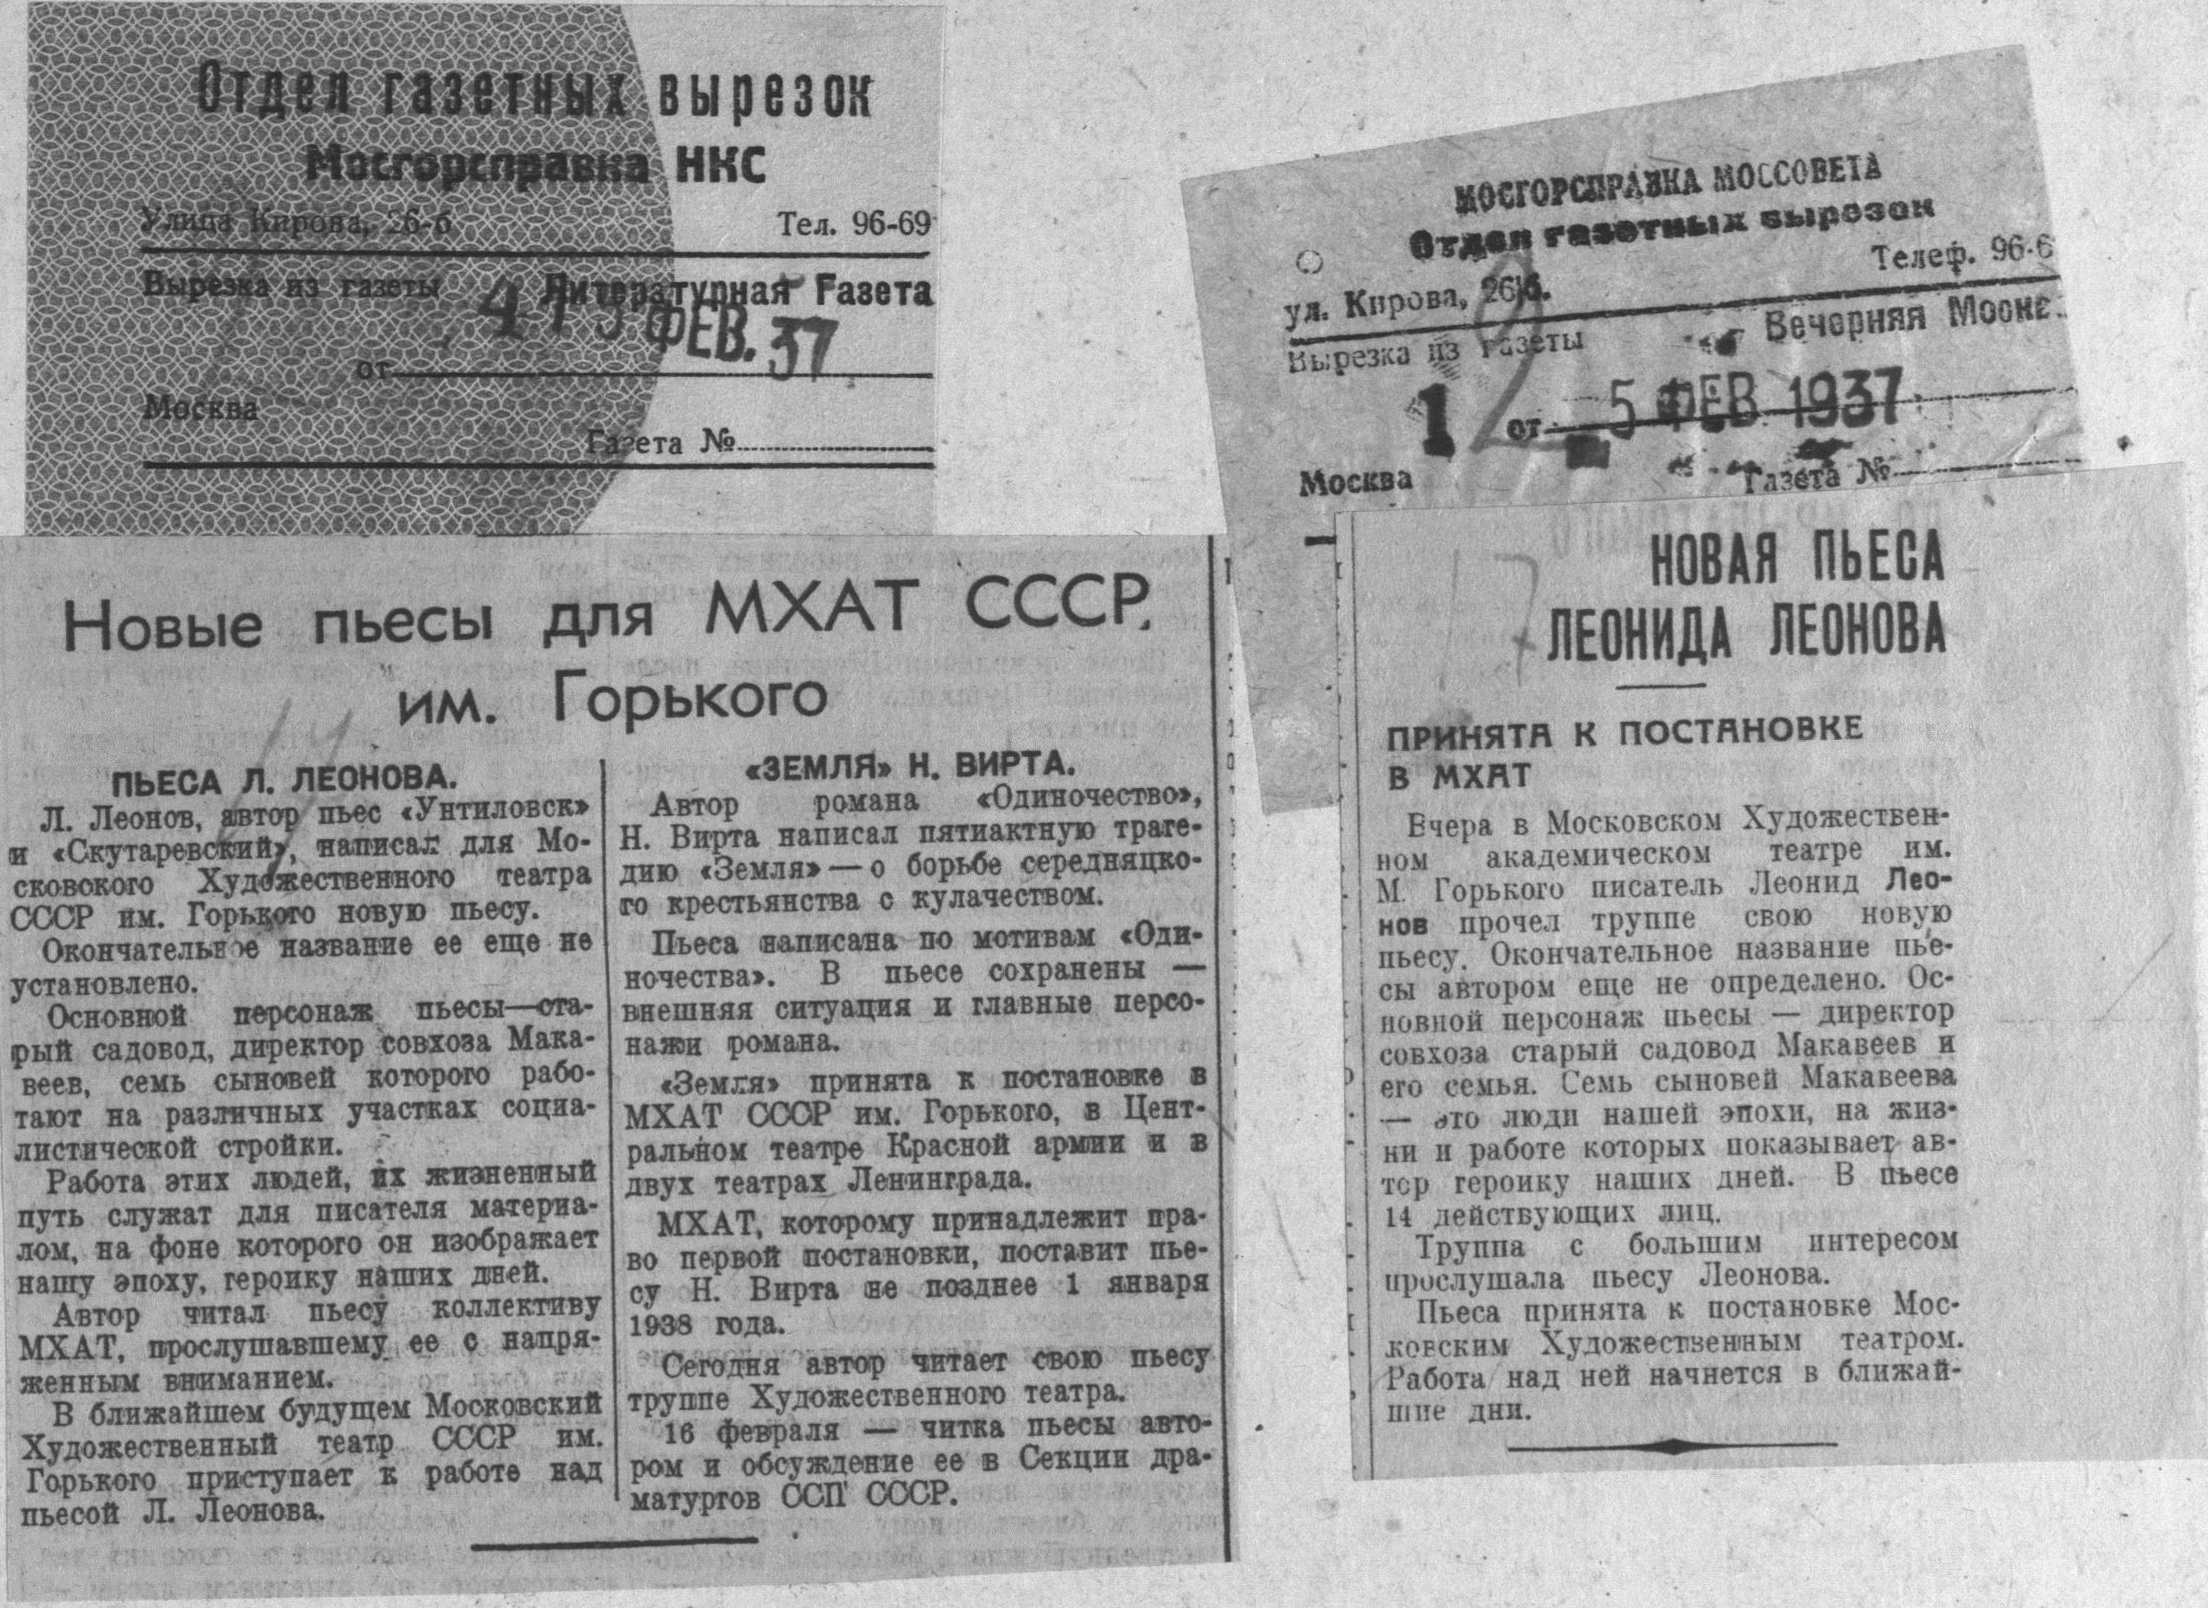 Отдел газетных вырезок
Мосгорсправка НКС
Улица Кирова, 26-б Тел. 96-69
Вырезка из газеты Литературная Газета
от 5 ФЕВ. 37
Москва
Газета №
Новые пьесы для МХАТ СССР.
им. Горького
ПЬЕСА Л. ЛЕОНОВА.
Л. Леонов, автор пьес «Унтиловск»
и «Скутаревский», написал для Мо-
сковского Художественного театра
СССР им. Горького новую пьесу.
Окончательное название ее еще не
установлено.
Основной персонаж пьесы—ста-
рый садовод, директор совхоза Мака-
веев, семь сыновей которого рабо-
тают на различных участках социа-
листической стройки.
Работа этих людей, их жизненный
путь служат для писателя материа-
лом, на фоне которого он изображает
нашу эпоху, героику наших дней.
Автор читал пьесу коллективу
МХАТ, прослушавшему ее с напря-
женным вниманием.
В ближайшем будущем Московский
Художественный театр СССР им.
Горького приступает к работе над
пьесой Л. Леонова.
«ЗЕМЛЯ» Н. ВИРТА.
Автор романа «Одиночество»,
Н. Вирта написал пятиактную траге-
дию «Земля» — о борьбе середняцко-
го крестьянства с кулачеством.
Пьеса написана по мотивам «Оди-
ночества». В пьесе сохранены —
внешняя ситуация и главные персо-
нажи романа.
«Земля» принята к постановке в
МХАТ СССР им. Горького, в Цент-
ральном театре Красной армии и в
двух театрах Ленинграда.
МХАТ, которому принадлежит пра-
во первой постановки, поставит пье-
су Н. Вирта не позднее 1 января
1938 года.
Сегодня автор читает свою пьесу
труппе Художественного театра.
16 февраля — читка пьесы авто-
ром и обсуждение ее в Секции дра-
матургов ССП СССР.
МОСГОРСПРАВКА МОССОВЕТА
Отдел газетных вырезок
ул. Кирова, 26/б. Телеф. 96-6
Вырезка из газеты Вечерняя Москв
1 от 5 ФЕВ 1937
Москва Газета №
17
НОВАЯ ПЬЕСА
ЛЕОНИДА ЛЕОНОВА
ПРИНЯТА К ПОСТАНОВКЕ
В МХАТ
Вчера в Московском Художествен-
ном академическом театре им.
М. Горького писатель Леонид Лео-
нов прочел труппе свою новую
пьесу. Окончательное название пье-
сы автором еще не определено. Ос-
новной персонаж пьесы — директор
совхоза старый садовод Макавеев и
его семья. Семь сыновей Макавеева
— это люди нашей эпохи, на жиз-
ни и работе которых показывает ав-
тор героику наших дней. В пьесе
14 действующих лиц.
Труппа с большим интересом
прослушала пьесу Леонова.
Пьеса принята к постановке Мос-
ковским Художественным театром.
Работа над ней начнется в ближай-
шие дни.